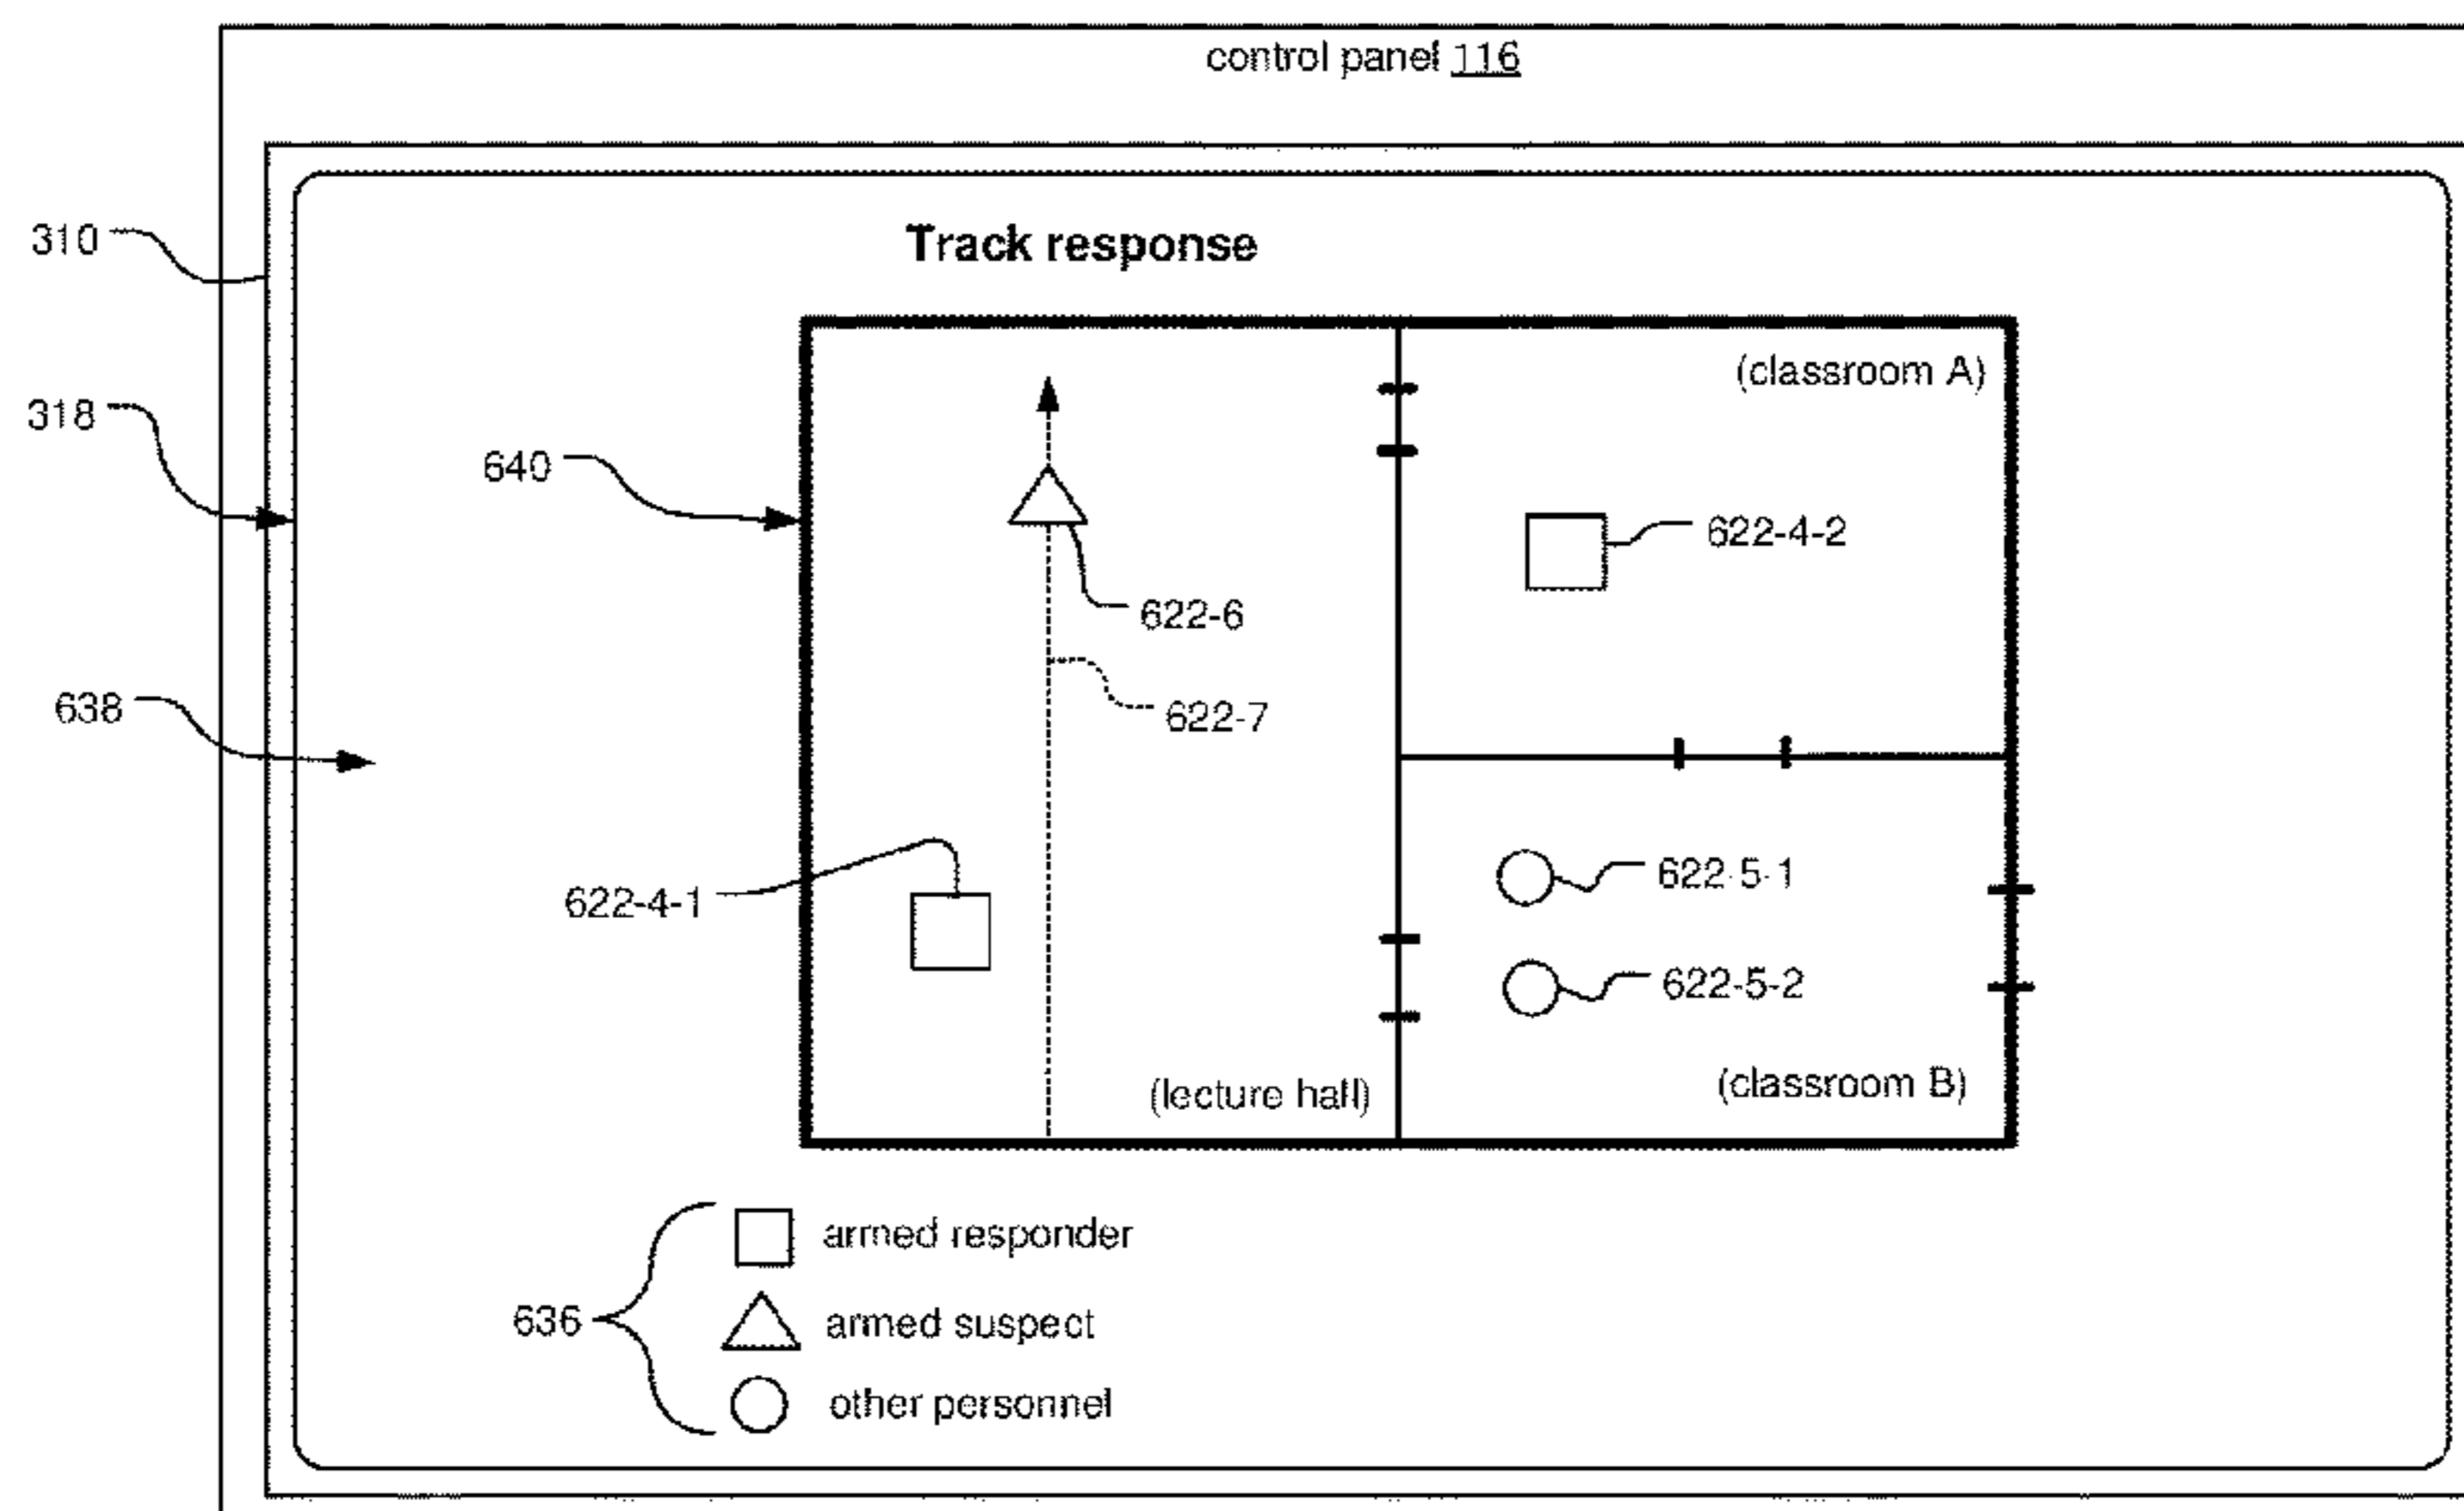 control panel 116
310
Track response
(classroom A)
318
640
622-4-2
622-6
638
622-7
622-4-1
622-5-1
622-5-2
(classroom B)
(lecture hall)
armed responder
636
armed suspect
other personnel